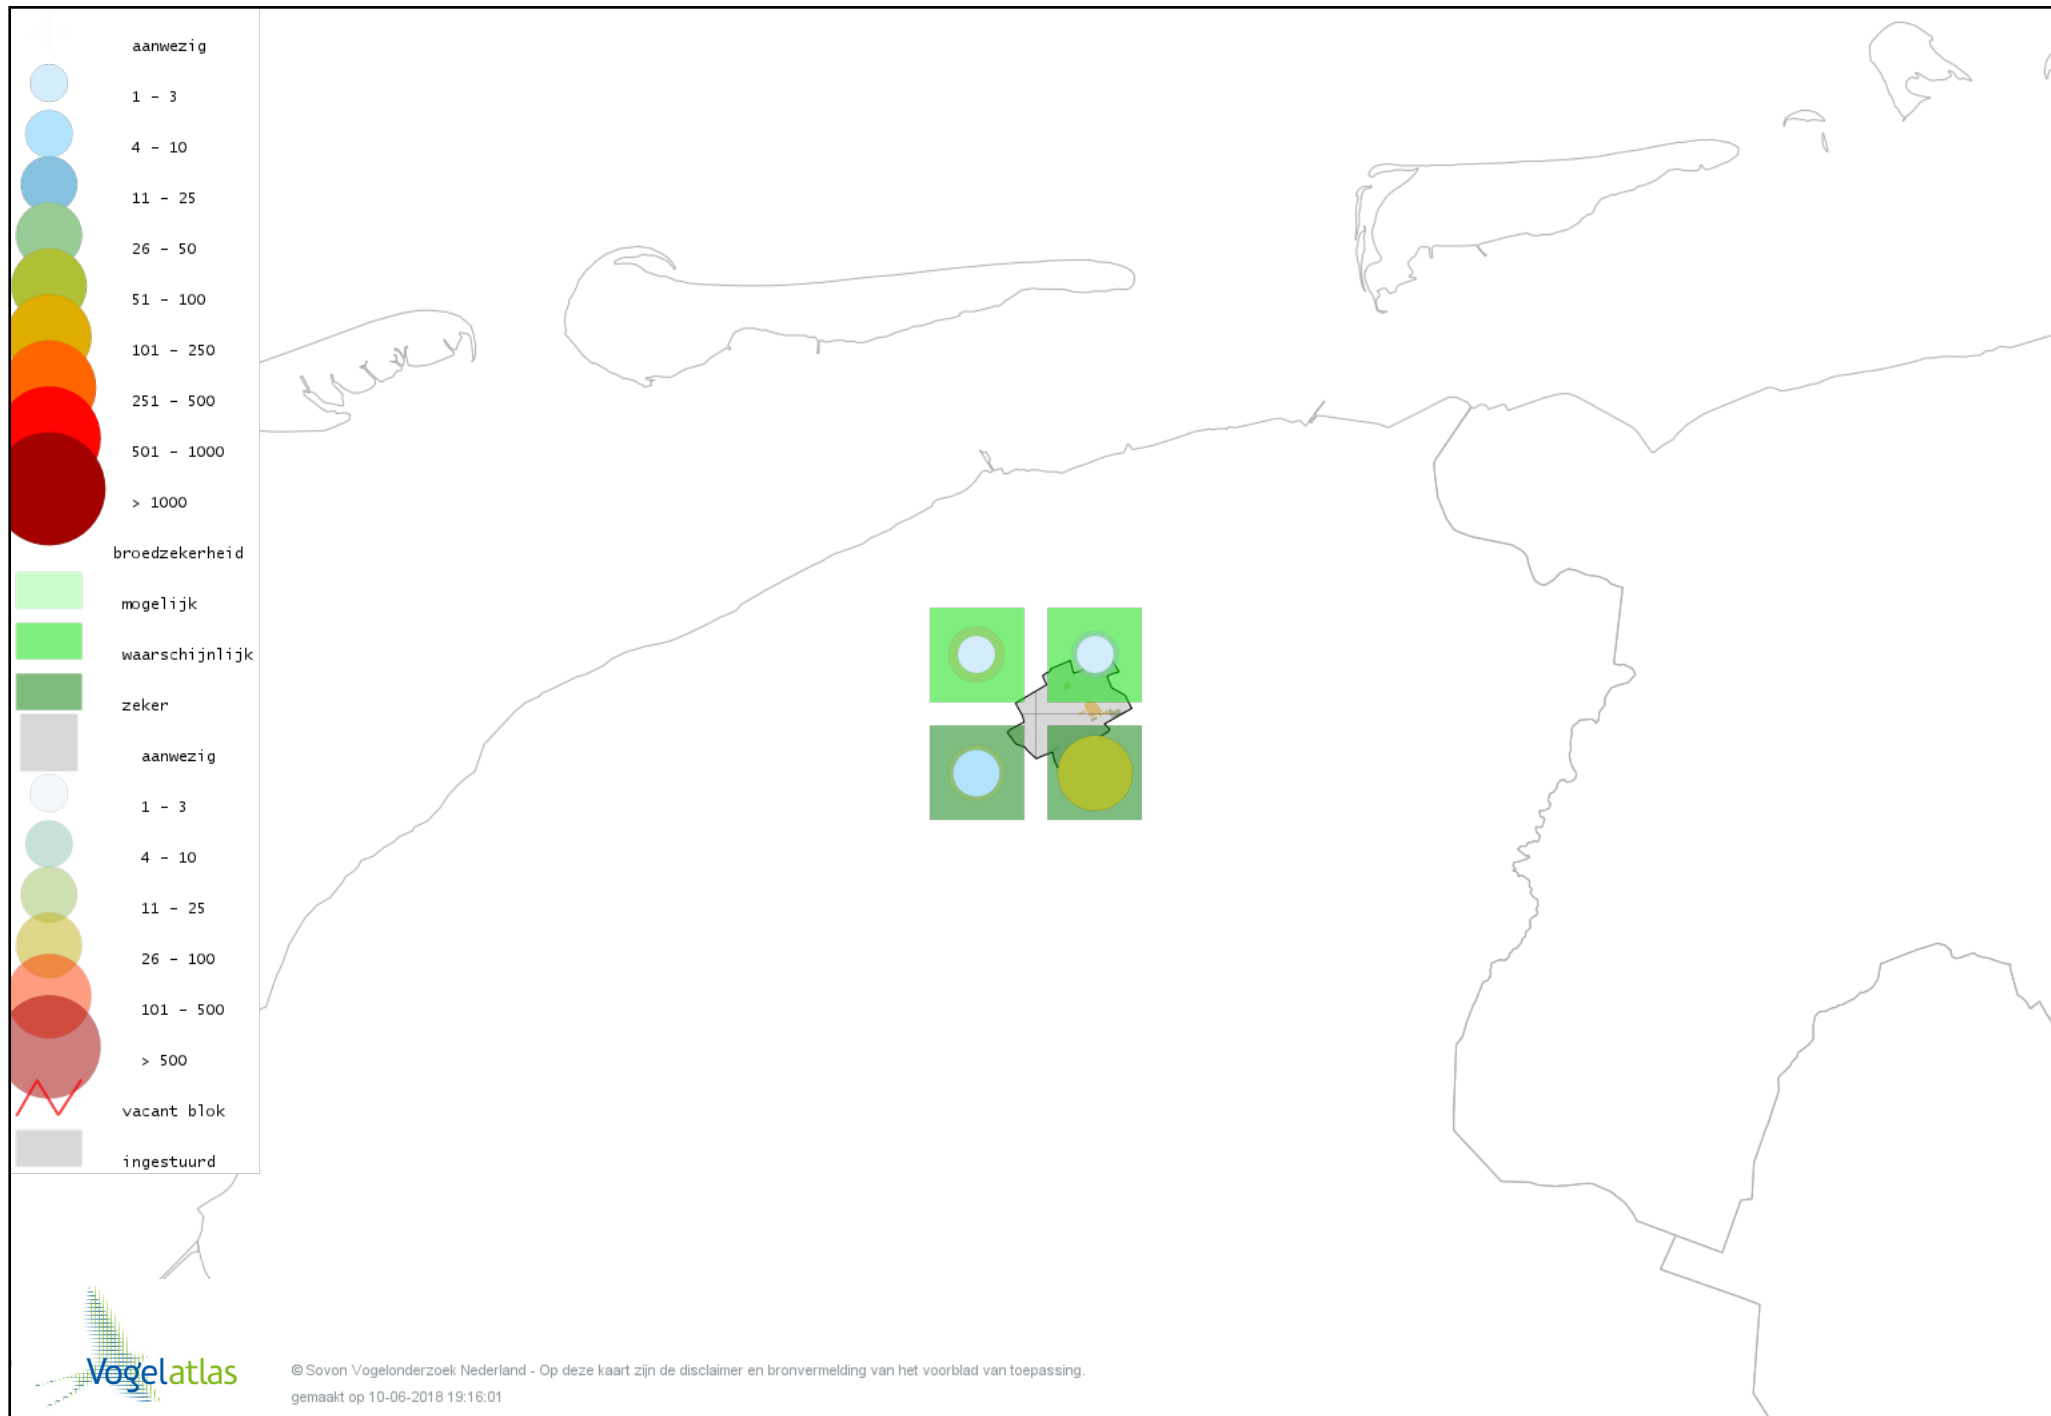 aanwezig
1 - 3
4 - 10
11 - 25
26 - 50
51 - 100
101 - 250
251 - 500
501 - 1000
> 1000
broedzekerheid
mogelijk
waarschijnlijk
zeker
aanwezig
1 - 3
4 - 10
11 - 25
26 - 100
101 - 500
> 500
vacant blok
ingestuurd
Vogelatlas
© Sovon Vogelonderzoek Nederland - Op deze kaart zijn de disclaimer en bronvermelding van het voorblad van toepassing.
gemaakt op 10-06-2018 19:16:01